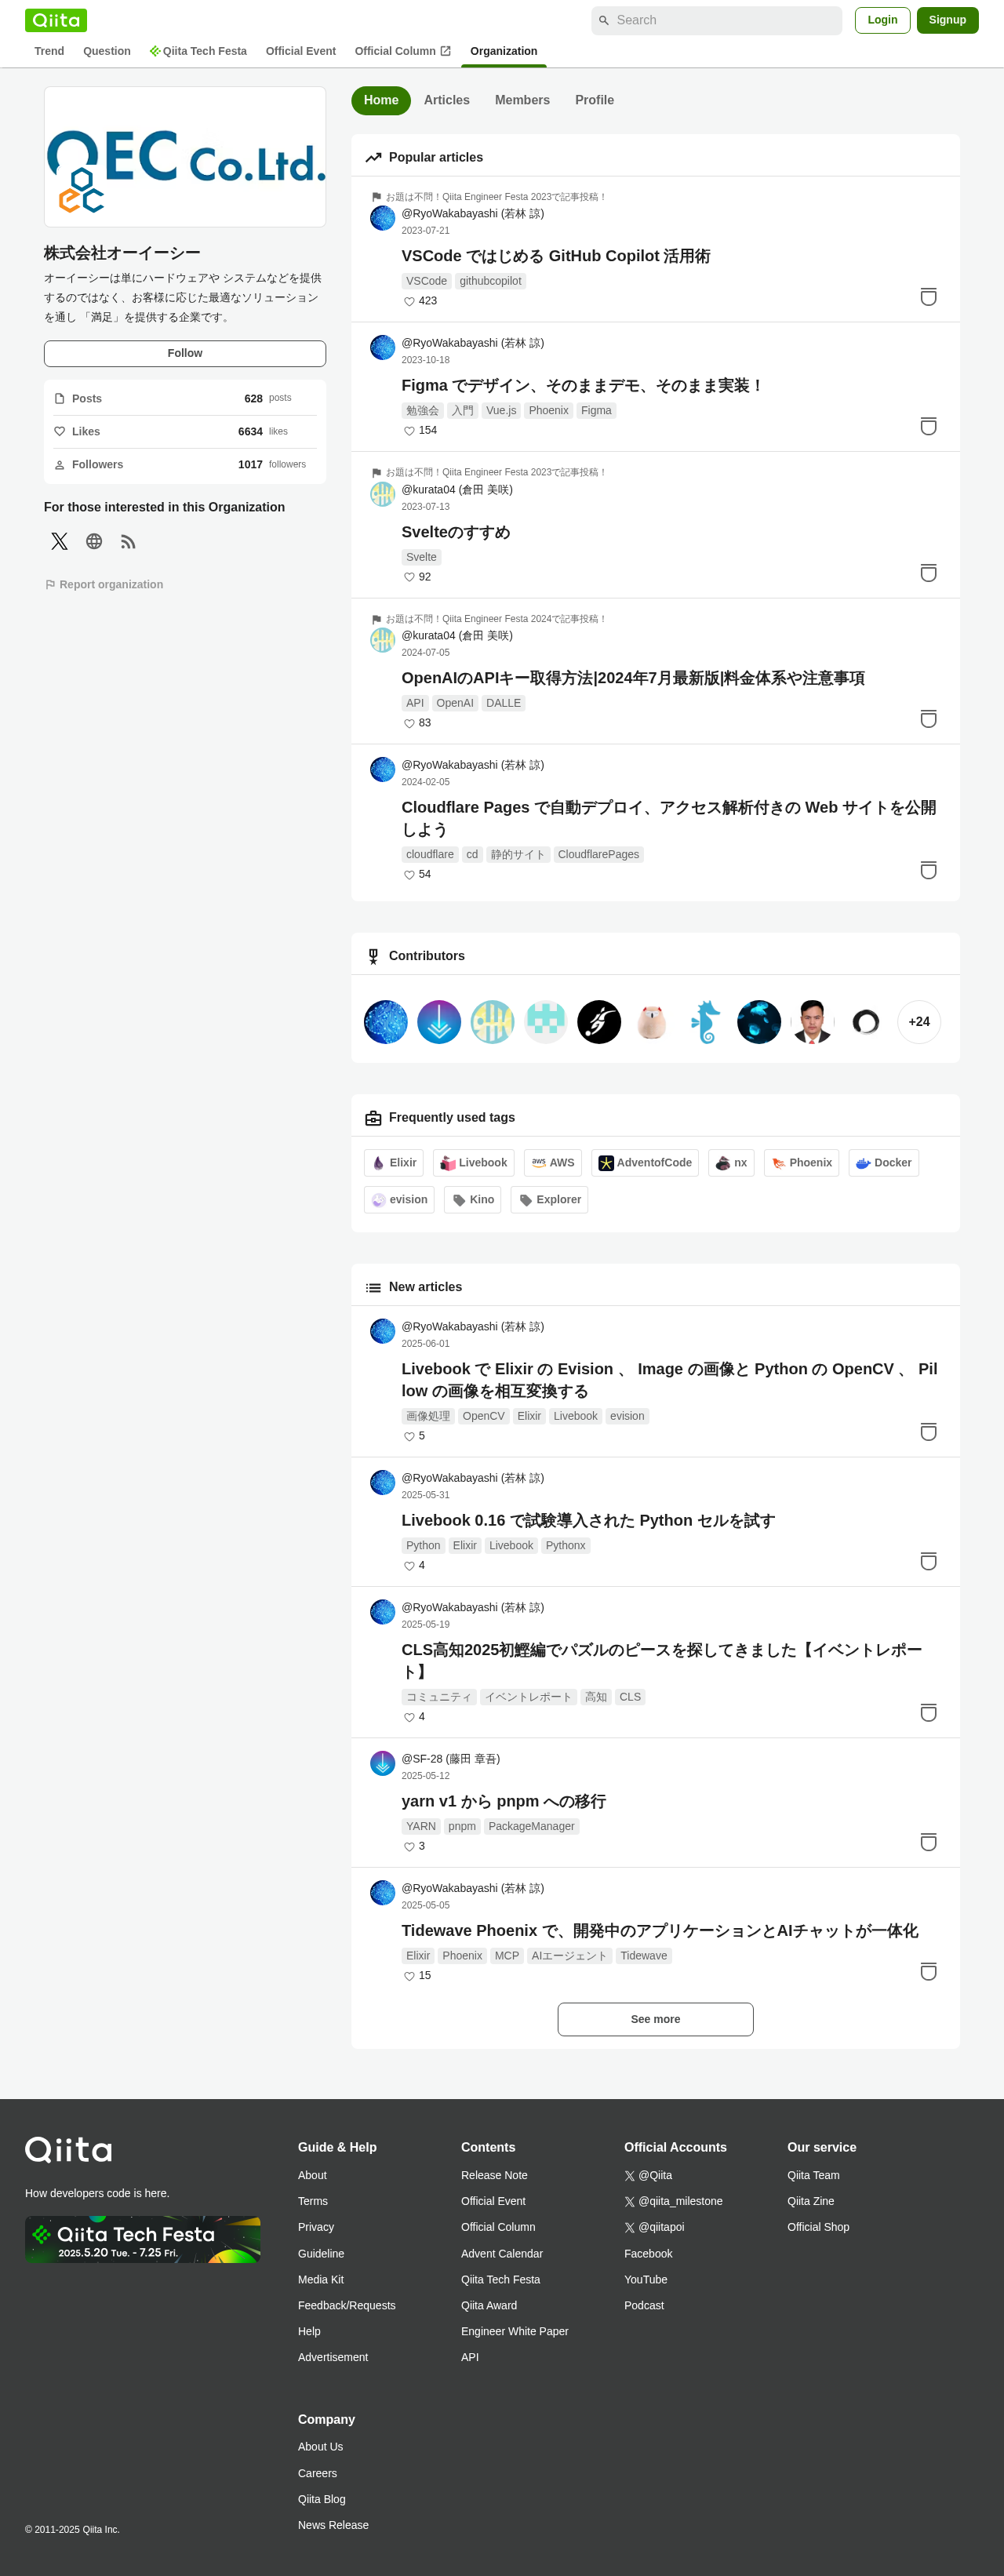 Qiita
Search
Login
Signup
Trend
Question
Qiita Tech Festa
Official Event
Official Column
Organization
OEC Co.Ltd.
oec
株式会社オーイーシー
オーイーシーは単にハードウェアや システムなどを提供
するのではなく、お客様に応じた最適なソリューション
を通し 「満足」を提供する企業です。
Follow
Posts 628 posts
Likes 6634 likes
Followers 1017 followers
For those interested in this Organization
Report organization
Home Articles Members Profile
Popular articles
お題は不問！Qiita Engineer Festa 2023で記事投稿！
@RyoWakabayashi (若林 諒)
2023-07-21
VSCode ではじめる GitHub Copilot 活用術
VSCode githubcopilot
423
@RyoWakabayashi (若林 諒)
2023-10-18
Figma でデザイン、そのままデモ、そのまま実装！
勉強会 入門 Vue.js Phoenix Figma
154
お題は不問！Qiita Engineer Festa 2023で記事投稿！
@kurata04 (倉田 美咲)
2023-07-13
Svelteのすすめ
Svelte
92
お題は不問！Qiita Engineer Festa 2024で記事投稿！
@kurata04 (倉田 美咲)
2024-07-05
OpenAIのAPIキー取得方法|2024年7月最新版|料金体系や注意事項
API OpenAI DALLE
83
@RyoWakabayashi (若林 諒)
2024-02-05
Cloudflare Pages で自動デプロイ、アクセス解析付きの Web サイトを公開
しよう
cloudflare cd 静的サイト CloudflarePages
54
Contributors
+24
Frequently used tags
Elixir Livebook aws AWS AdventofCode nx Phoenix Docker
evision Kino Explorer
New articles
@RyoWakabayashi (若林 諒)
2025-06-01
Livebook で Elixir の Evision 、 Image の画像と Python の OpenCV 、 Pil
low の画像を相互変換する
画像処理 OpenCV Elixir Livebook evision
5
@RyoWakabayashi (若林 諒)
2025-05-31
Livebook 0.16 で試験導入された Python セルを試す
Python Elixir Livebook Pythonx
4
@RyoWakabayashi (若林 諒)
2025-05-19
CLS高知2025初鰹編でパズルのピースを探してきました【イベントレポー
ト】
コミュニティ イベントレポート 高知 CLS
4
@SF-28 (藤田 章吾)
2025-05-12
yarn v1 から pnpm への移行
YARN pnpm PackageManager
3
@RyoWakabayashi (若林 諒)
2025-05-05
Tidewave Phoenix で、開発中のアプリケーションとAIチャットが一体化
Elixir Phoenix MCP AIエージェント Tidewave
15
See more
Qiita
How developers code is here.
Qiita Tech Festa
2025.5.20 Tue. - 7.25 Fri.
Guide & Help
About
Terms
Privacy
Guideline
Media Kit
Feedback/Requests
Help
Advertisement
Contents
Release Note
Official Event
Official Column
Advent Calendar
Qiita Tech Festa
Qiita Award
Engineer White Paper
API
Official Accounts
@Qiita
@qiita_milestone
@qiitapoi
Facebook
YouTube
Podcast
Our service
Qiita Team
Qiita Zine
Official Shop
Company
About Us
Careers
Qiita Blog
News Release
© 2011-2025 Qiita Inc.